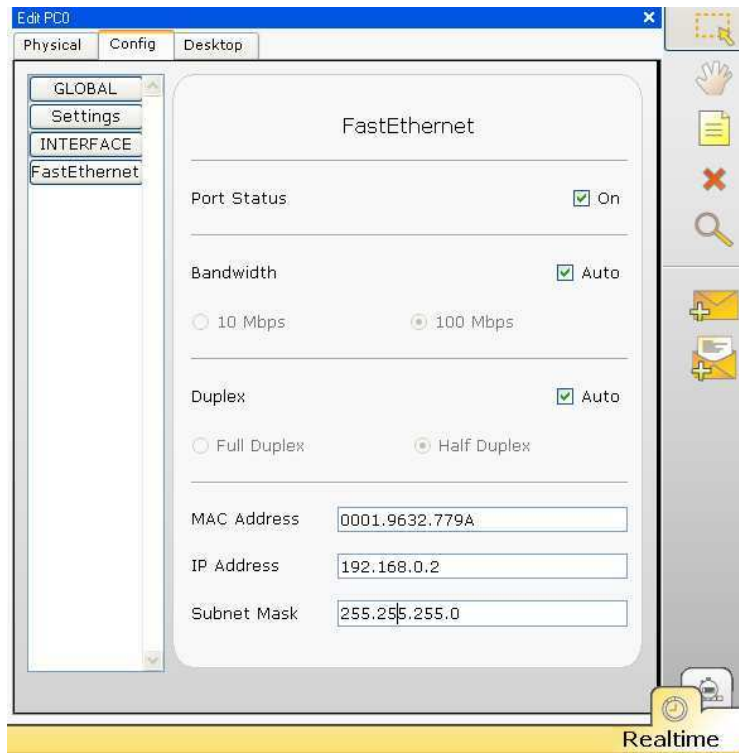 Edit PC0
Physical Config Desktop
GLOBAL
Settings
INTERFACE
FastEthernet
FastEthernet
Port Status On
Bandwidth Auto
10 Mbps 100 Mbps
Duplex Auto
Full Duplex Half Duplex
MAC Address 0001.9632.779A
IP Address 192.168.0.2
Subnet Mask 255.255.255.0
Realtime